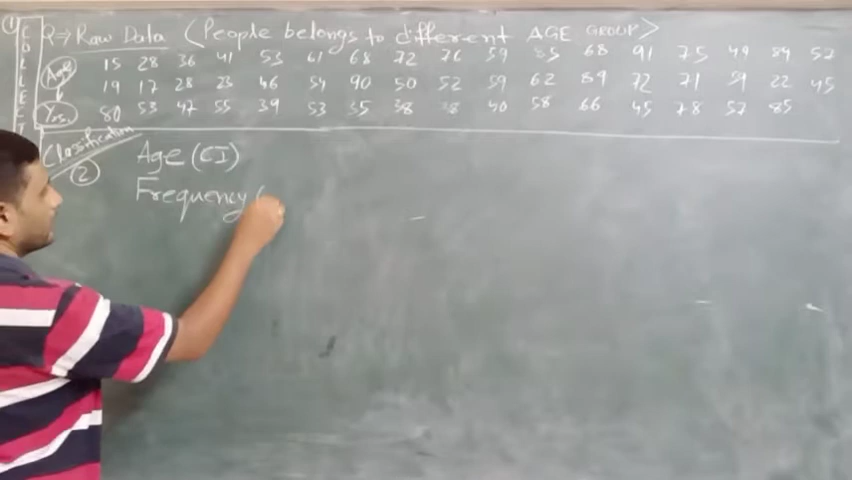 ① Q⇒ Raw Data (People belongs to different AGE GROUP)
COLLECT
Age 15 28 36 41 53 61 68 72 76 59 85 68 91 75 49 84 52
19 17 28 23 46 54 90 50 52 59 62 89 72 71 59 22 45
Yrs. 80 53 47 55 39 53 35 38 38 40 58 66 45 78 52 85
Classification
② Age (CI)
Frequency (